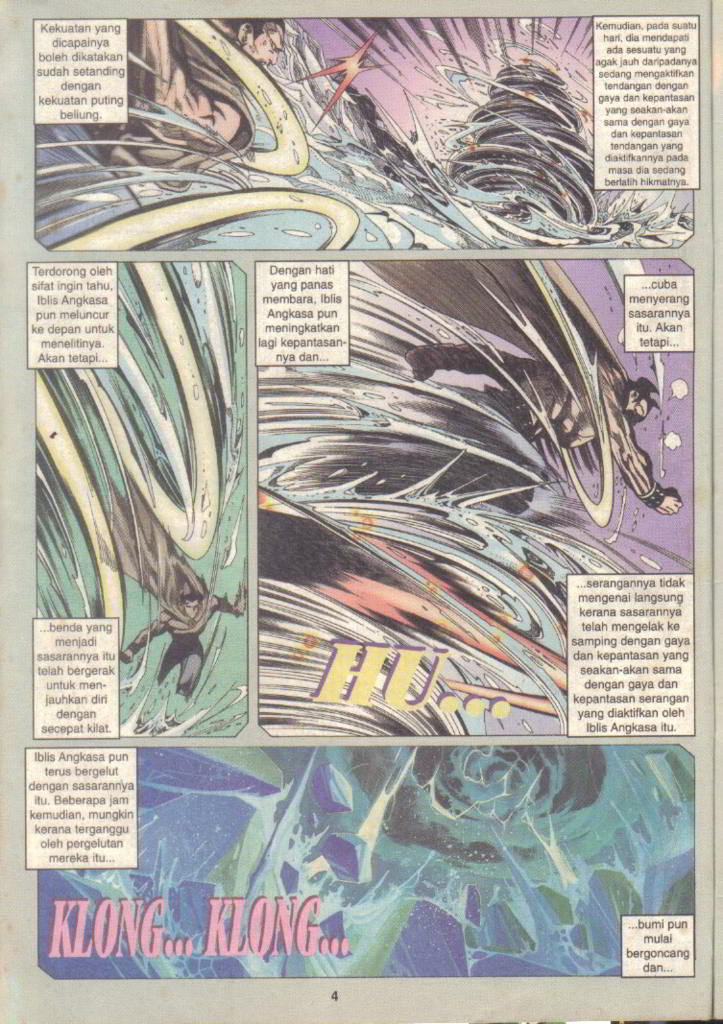 Kekuatan yang
dicapainya
boleh dikatakan
sudah setanding
dengan
kekuatan puting
beliung.
Kemudian, pada suatu
hari, dia mendapati
ada sesuatu yang
agak jauh daripadanya
sedang mengaktifkan
tendangan dengan
gaya dan kepantasan
yang seakan-akan
sama dengan gaya
dan kepantasan
tendangan yang
diaktifkannya pada
masa dia sedang
berlatih hikmatnya.
Terdorong oleh
sifat ingin tahu,
Iblis Angkasa
pun meluncur
ke depan untuk
menelitinya.
Akan tetapi...
...benda yang
menjadi
sasarannya itu
telah bergerak
untuk men-
jauhkan diri
dengan
secepat kilat.
Dengan hati
yang panas
membara, Iblis
Angkasa pun
meningkatkan
lagi kepantasan-
nya dan...
...cuba
menyerang
sasarannya
itu. Akan
tetapi...
...serangannya tidak
mengenai langsung
kerana sasarannya
telah mengelak ke
samping dengan gaya
dan kepantasan yang
seakan-akan sama
dengan gaya dan
kepantasan serangan
yang diaktifkan oleh
Iblis Angkasa itu.
HU...
Iblis Angkasa pun
terus bergelut
dengan sasarannya
itu. Beberapa jam
kemudian, mungkin
kerana terganggu
oleh pergelutan
mereka itu...
KLONG... KLONG...
...bumi pun
mulai
bergoncang
dan...
4